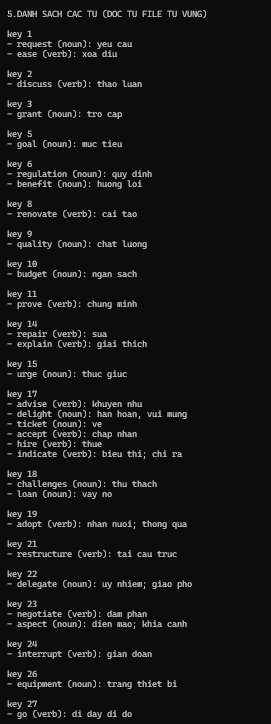 5.DANH SACH CAC TU (DOC TU FILE TU VUNG)
key 1
- request (noun): yeu cau
- ease (verb): xoa diu
key 2
- discuss (verb): thao luan
key 3
- grant (noun): tro cap
key 5
- goal (noun): muc tieu
key 6
- regulation (noun): quy dinh
- benefit (noun): huong loi
key 8
- renovate (verb): cai tao
key 9
- quality (noun): chat luong
key 10
- budget (noun): ngan sach
key 11
- prove (verb): chung minh
key 14
- repair (verb): sua
- explain (verb): giai thich
key 15
- urge (noun): thuc giuc
key 17
- advise (verb): khuyen nhu
- delight (noun): han hoan, vui mung
- ticket (noun): ve
- accept (verb): chap nhan
- hire (verb): thue
- indicate (verb): bieu thi; chi ra
key 18
- challenges (noun): thu thach
- loan (noun): vay no
key 19
- adopt (verb): nhan nuoi; thong qua
key 21
- restructure (verb): tai cau truc
key 22
- delegate (noun): uy nhiem; giao pho
key 23
- negotiate (verb): dam phan
- aspect (noun): dien mao; khia canh
key 24
- interrupt (verb): gian doan
key 26
- equipment (noun): trang thiet bi
key 27
- go (verb): di day di do